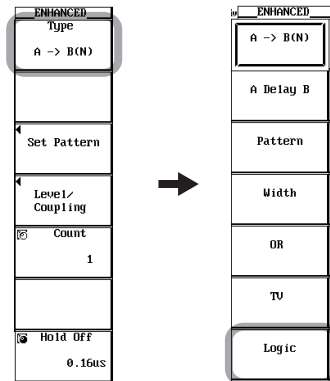 ENHANCED
Type
A -> B(N)
Set Pattern
Level/
Coupling
Count
1
Hold Off
0.16us
ENHANCED
A -> B(N)
A Delay B
Pattern
Width
OR
TV
Logic